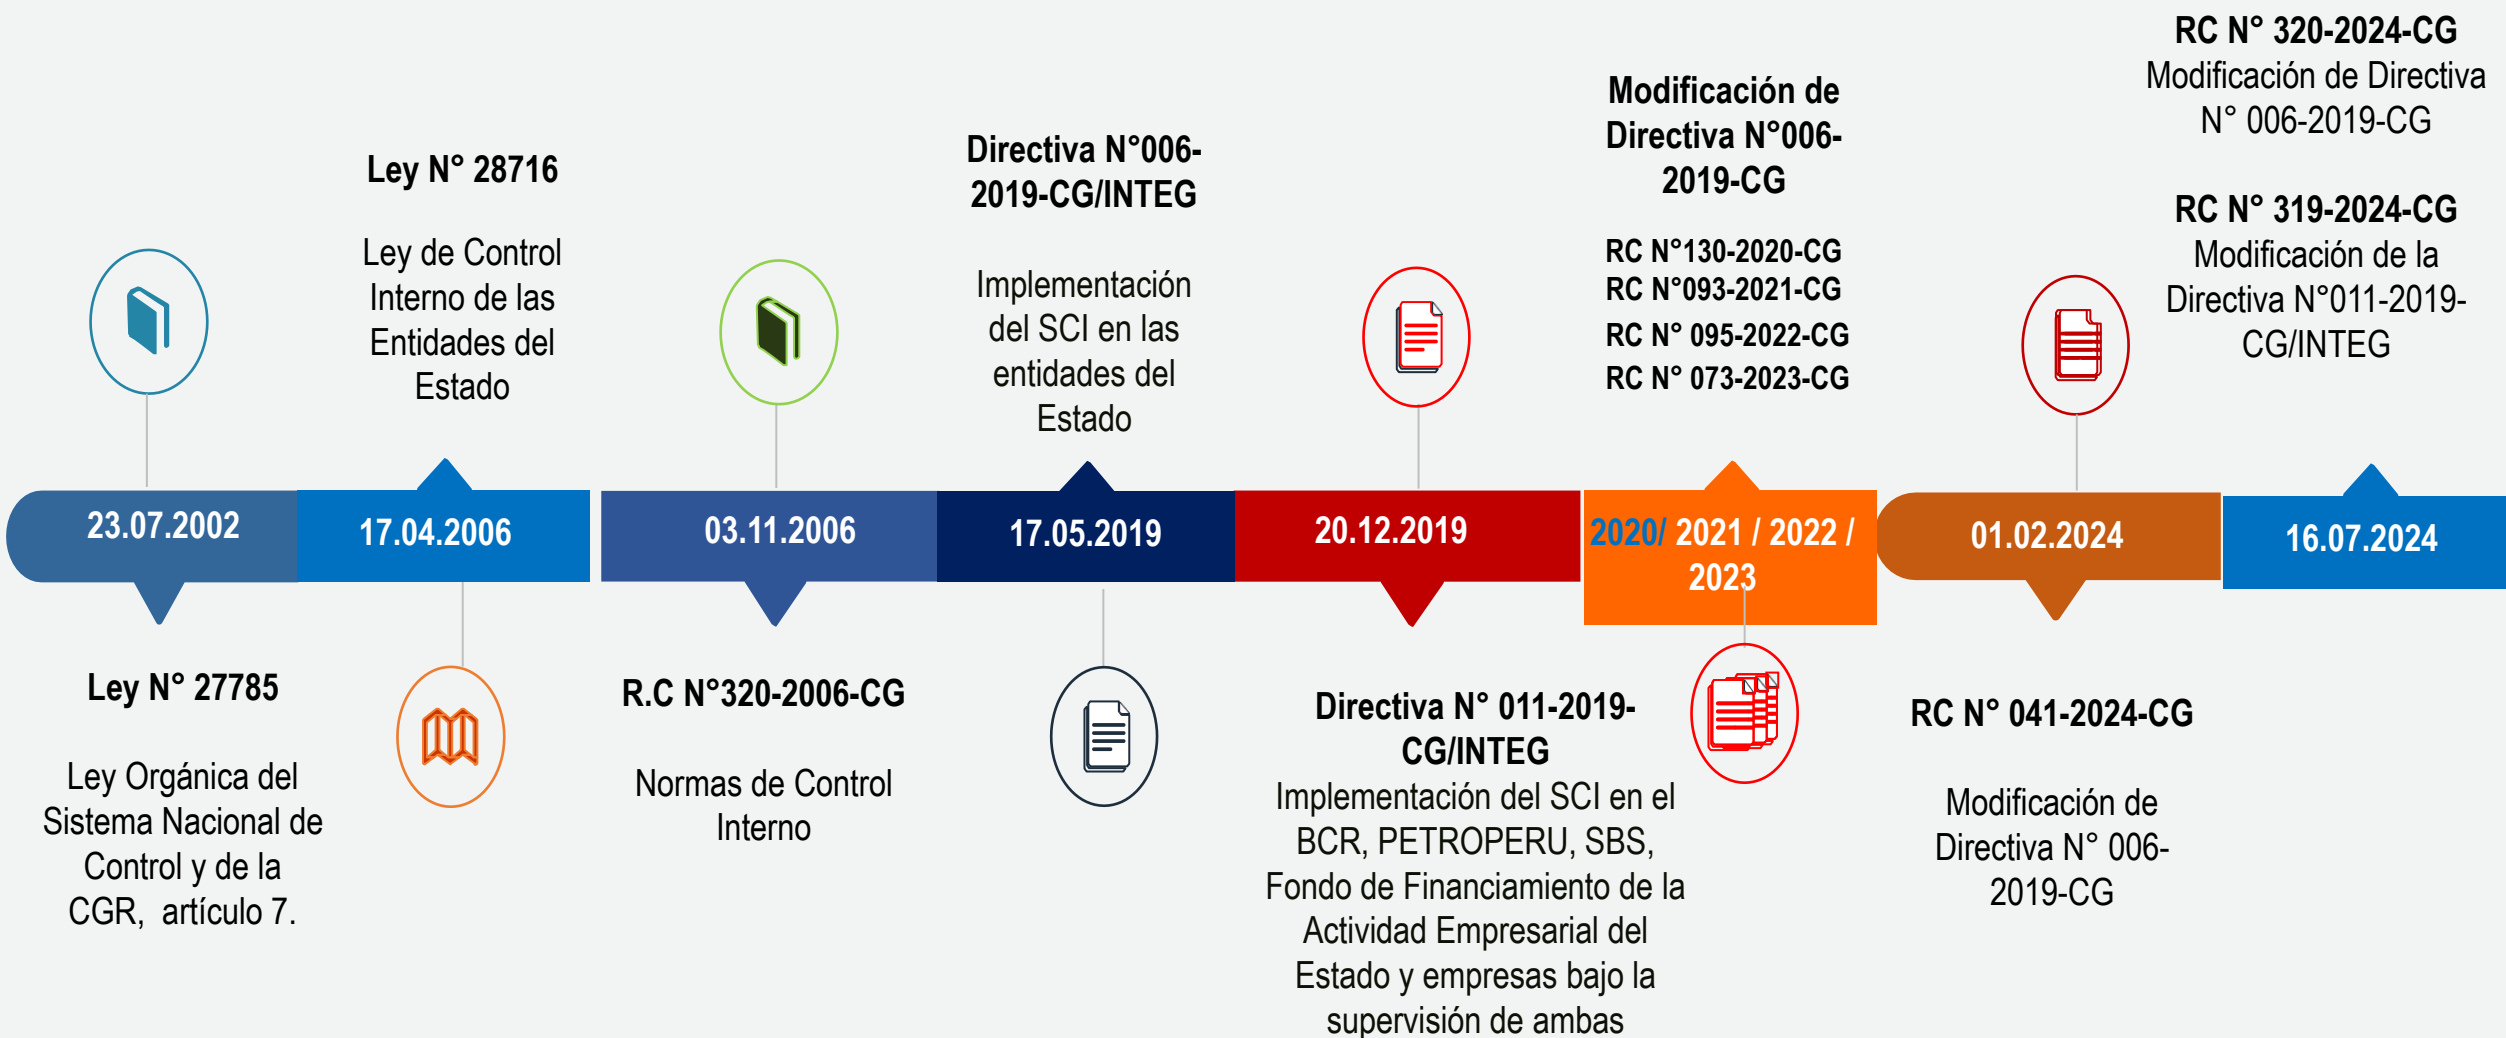 23.07.2002
Ley N° 27785
Ley Orgánica del
Sistema Nacional de
Control y de la
CGR,  artículo 7.
Ley N° 28716
Ley de Control
Interno de las
Entidades del
Estado
17.04.2006
03.11.2006
R.C N°320-2006-CG
Normas de Control
Interno
Directiva N°006-
2019-CG/INTEG
Implementación
del SCI en las
entidades del
Estado
17.05.2019
20.12.2019
Directiva N° 011-2019-
CG/INTEG
Implementación del SCI en el
BCR, PETROPERU, SBS,
Fondo de Financiamiento de la
Actividad Empresarial del
Estado y empresas bajo la
supervisión de ambas
Modificación de
Directiva N°006-
2019-CG
RC N°130-2020-CG
RC N°093-2021-CG
RC N° 095-2022-CG
RC N° 073-2023-CG
2020/ 2021 / 2022 /
2023
01.02.2024
RC N° 041-2024-CG
Modificación de
Directiva N° 006-
2019-CG
RC N° 320-2024-CG
Modificación de Directiva
N° 006-2019-CG
RC N° 319-2024-CG
Modificación de la
Directiva N°011-2019-
CG/INTEG
16.07.2024